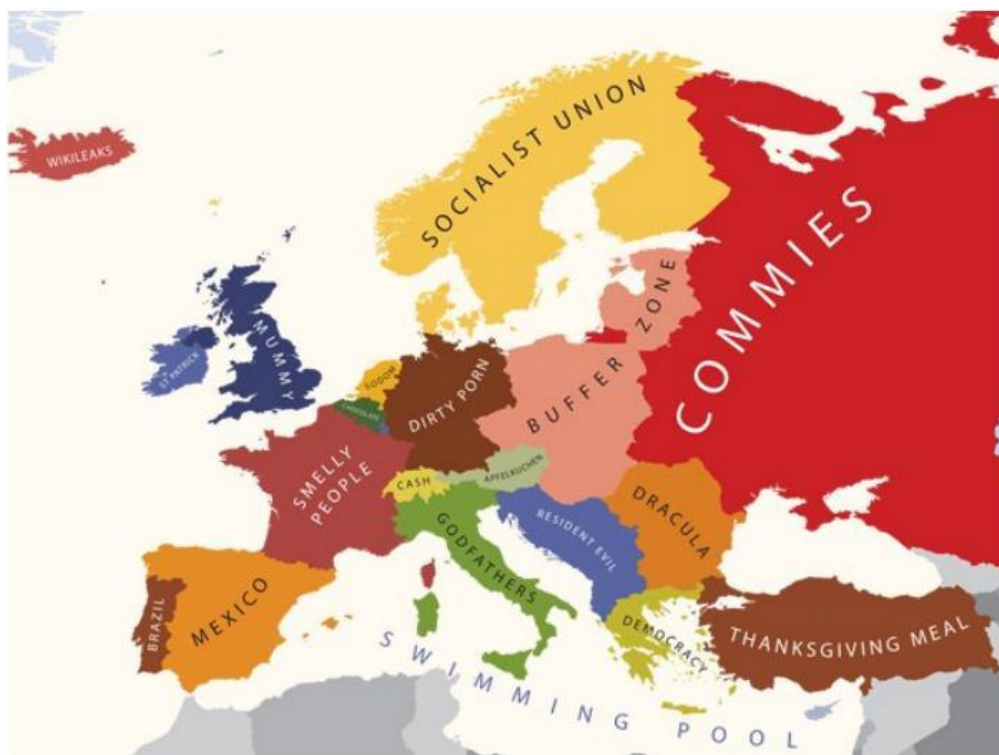 WIKILEAKS
SOCIALIST UNION
COMMIES
ST PATRICK
MUMMY
SODOM
CHOCOLATE
DIRTY PORN
BUFFER
ZONE
SMELLY
PEOPLE
CASH
APFELKUCHEN
GODFATHERS
RESIDENT EVIL
DRACULA
BRAZIL
MEXICO
DEMOCRACY
THANKSGIVING MEAL
SWIMMING POOL